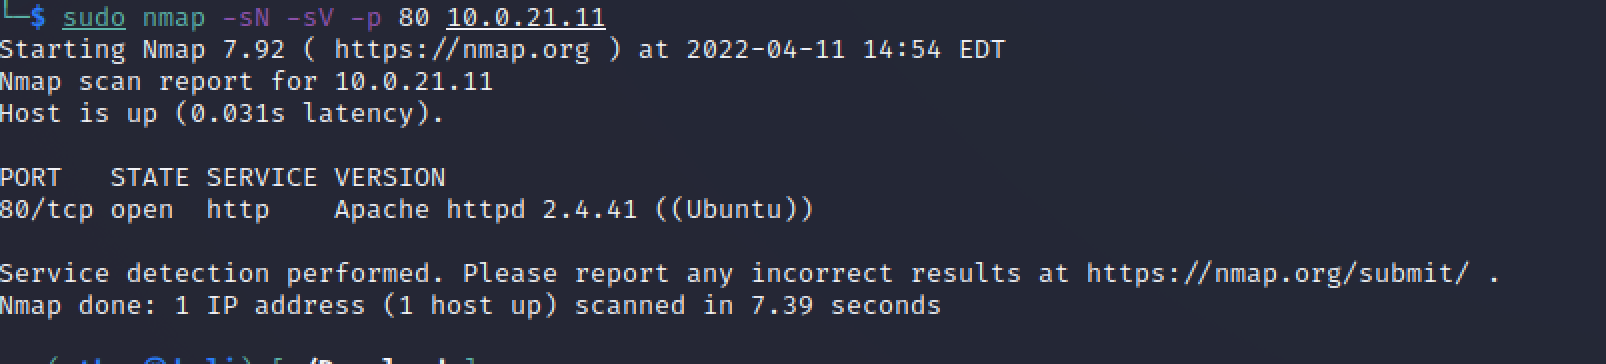 └─$ sudo nmap -sN -sV -p 80 10.0.21.11
Starting Nmap 7.92 ( https://nmap.org ) at 2022-04-11 14:54 EDT
Nmap scan report for 10.0.21.11
Host is up (0.031s latency).
PORT   STATE SERVICE VERSION
80/tcp open  http    Apache httpd 2.4.41 ((Ubuntu))
Service detection performed. Please report any incorrect results at https://nmap.org/submit/ .
Nmap done: 1 IP address (1 host up) scanned in 7.39 seconds